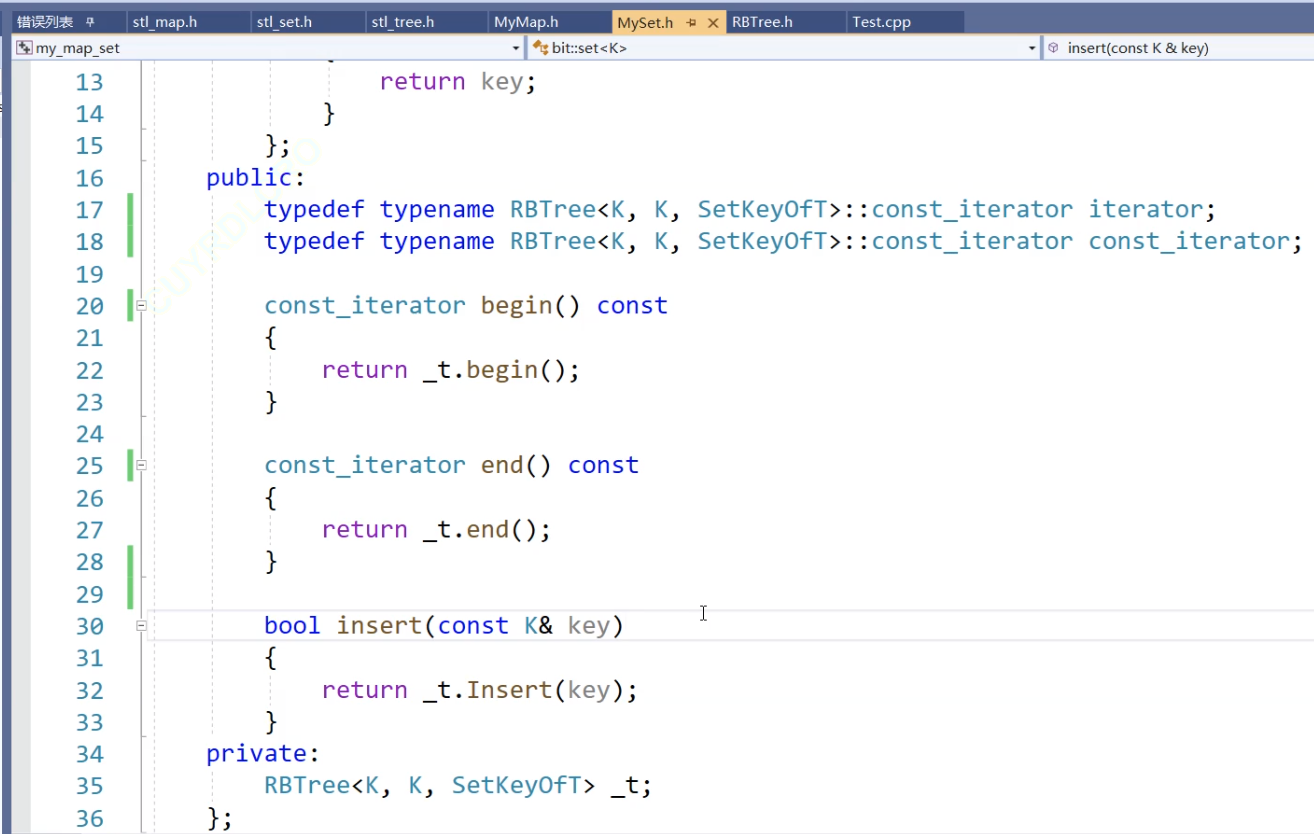 错误列表 stl_map.h stl_set.h stl_tree.h MyMap.h MySet.h RBTree.h Test.cpp
my_map_set bit::set<K> insert(const K & key)
13 return key;
14 }
15 };
16 public:
17 typedef typename RBTree<K, K, SetKeyOfT>::const_iterator iterator;
18 typedef typename RBTree<K, K, SetKeyOfT>::const_iterator const_iterator;
19
20 const_iterator begin() const
21 {
22 return _t.begin();
23 }
24
25 const_iterator end() const
26 {
27 return _t.end();
28 }
29
30 bool insert(const K& key)
31 {
32 return _t.Insert(key);
33 }
34 private:
35 RBTree<K, K, SetKeyOfT> _t;
36 };